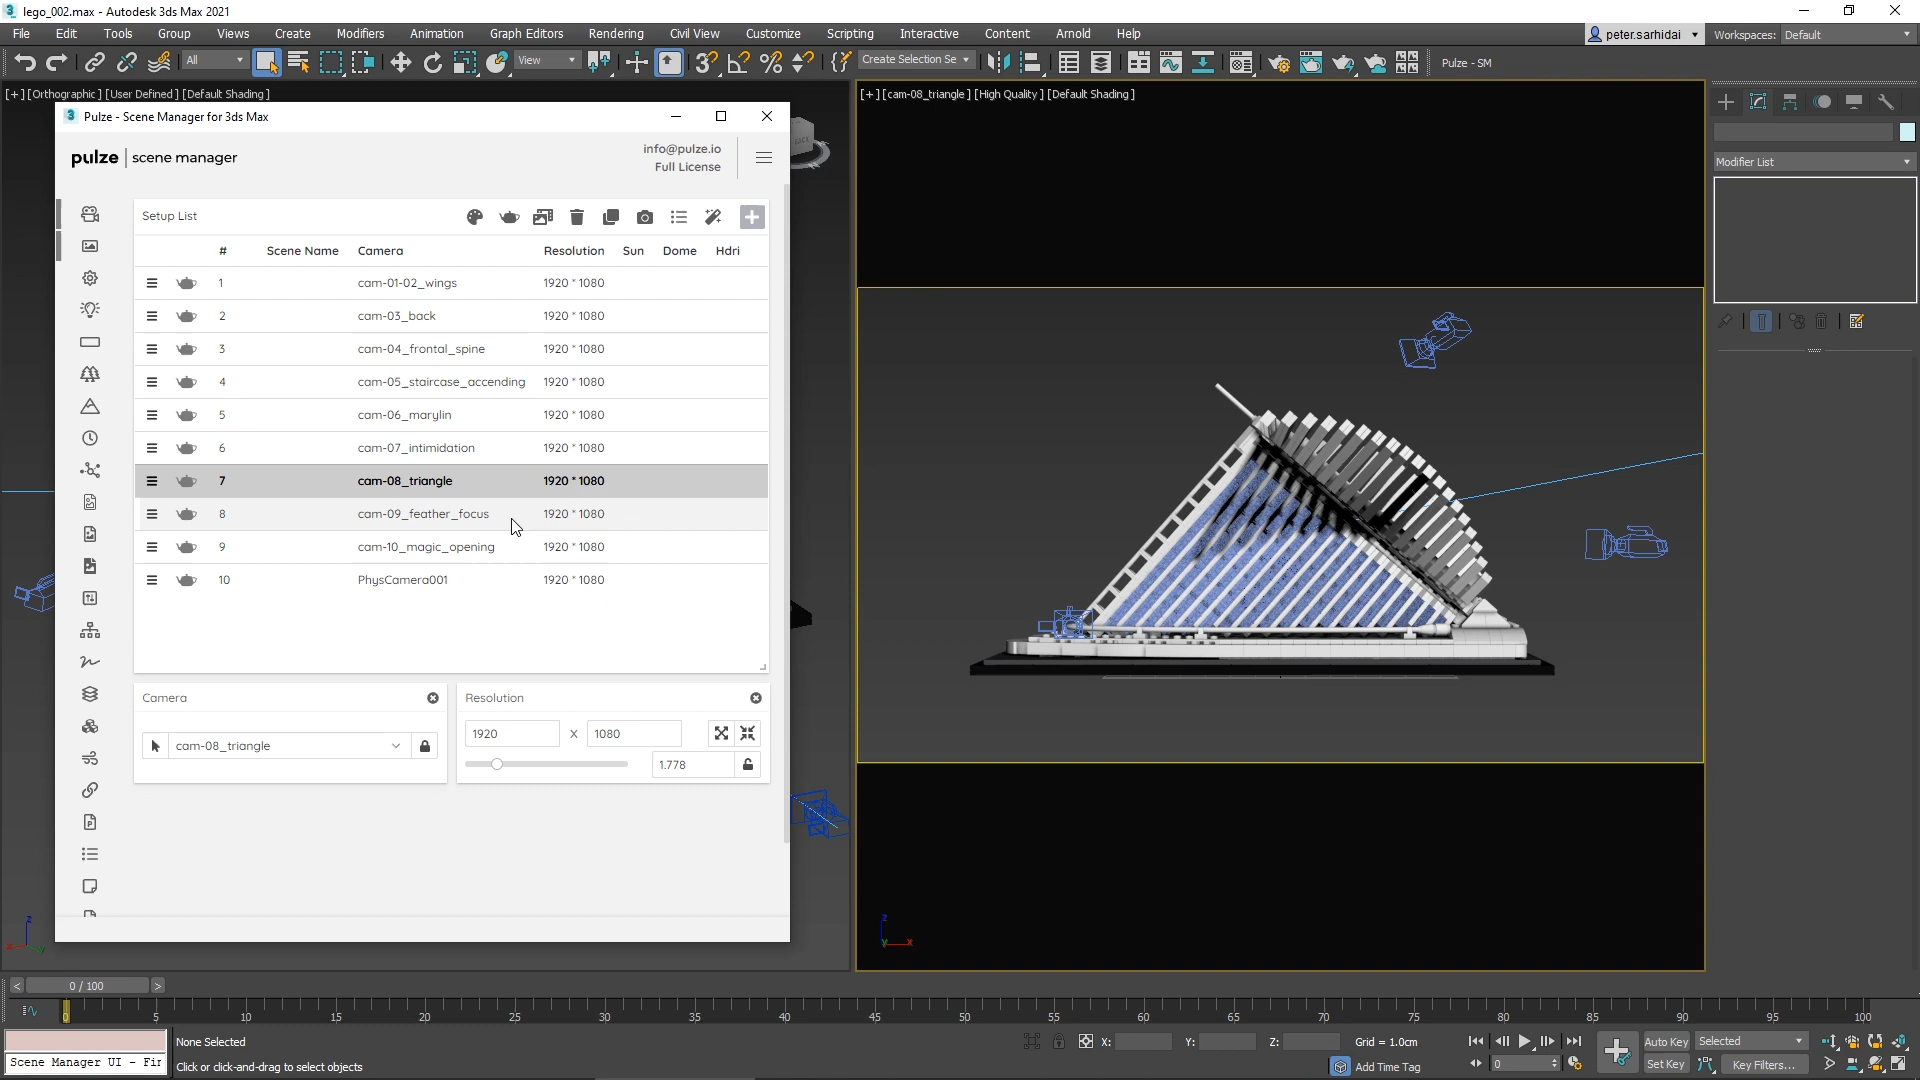 lego_002.max - Autodesk 3ds Max 2021
File Edit Tools Group Views Create Modifiers Animation Graph Editors Rendering Civil View Customize Scripting Interactive Content Arnold Help
peter.sarhidai Workspaces: Default
All View Create Selection Se Pulze - SM
[+] [Orthographic ] [User Defined ] [Default Shading ]
[+] [cam-08_triangle ] [High Quality ] [Default Shading ]
Pulze - Scene Manager for 3ds Max
pulze | scene manager
info@pulze.io
Full License
Modifier List
Setup List
# Scene Name Camera Resolution Sun Dome Hdri
1 cam-01-02_wings 1920 * 1080
2 cam-03_back 1920 * 1080
3 cam-04_frontal_spine 1920 * 1080
4 cam-05_staircase_accending 1920 * 1080
5 cam-06_marylin 1920 * 1080
6 cam-07_intimidation 1920 * 1080
7 cam-08_triangle 1920 * 1080
8 cam-09_feather_focus 1920 * 1080
9 cam-10_magic_opening 1920 * 1080
10 PhysCamera001 1920 * 1080
Camera
cam-08_triangle
Resolution
1920 X 1080
1.778
z
x
y
z
y
x
< 0 / 100 >
0 5 10 15 20 25 30 35 40 45 50 55 60 65 70 75 80 85 90 95 100
None Selected
Scene Manager UI - Fir
Click or click-and-drag to select objects
X: Y: Z: Grid = 1.0cm
Add Time Tag
0
Auto Key Selected
Set Key Key Filters...